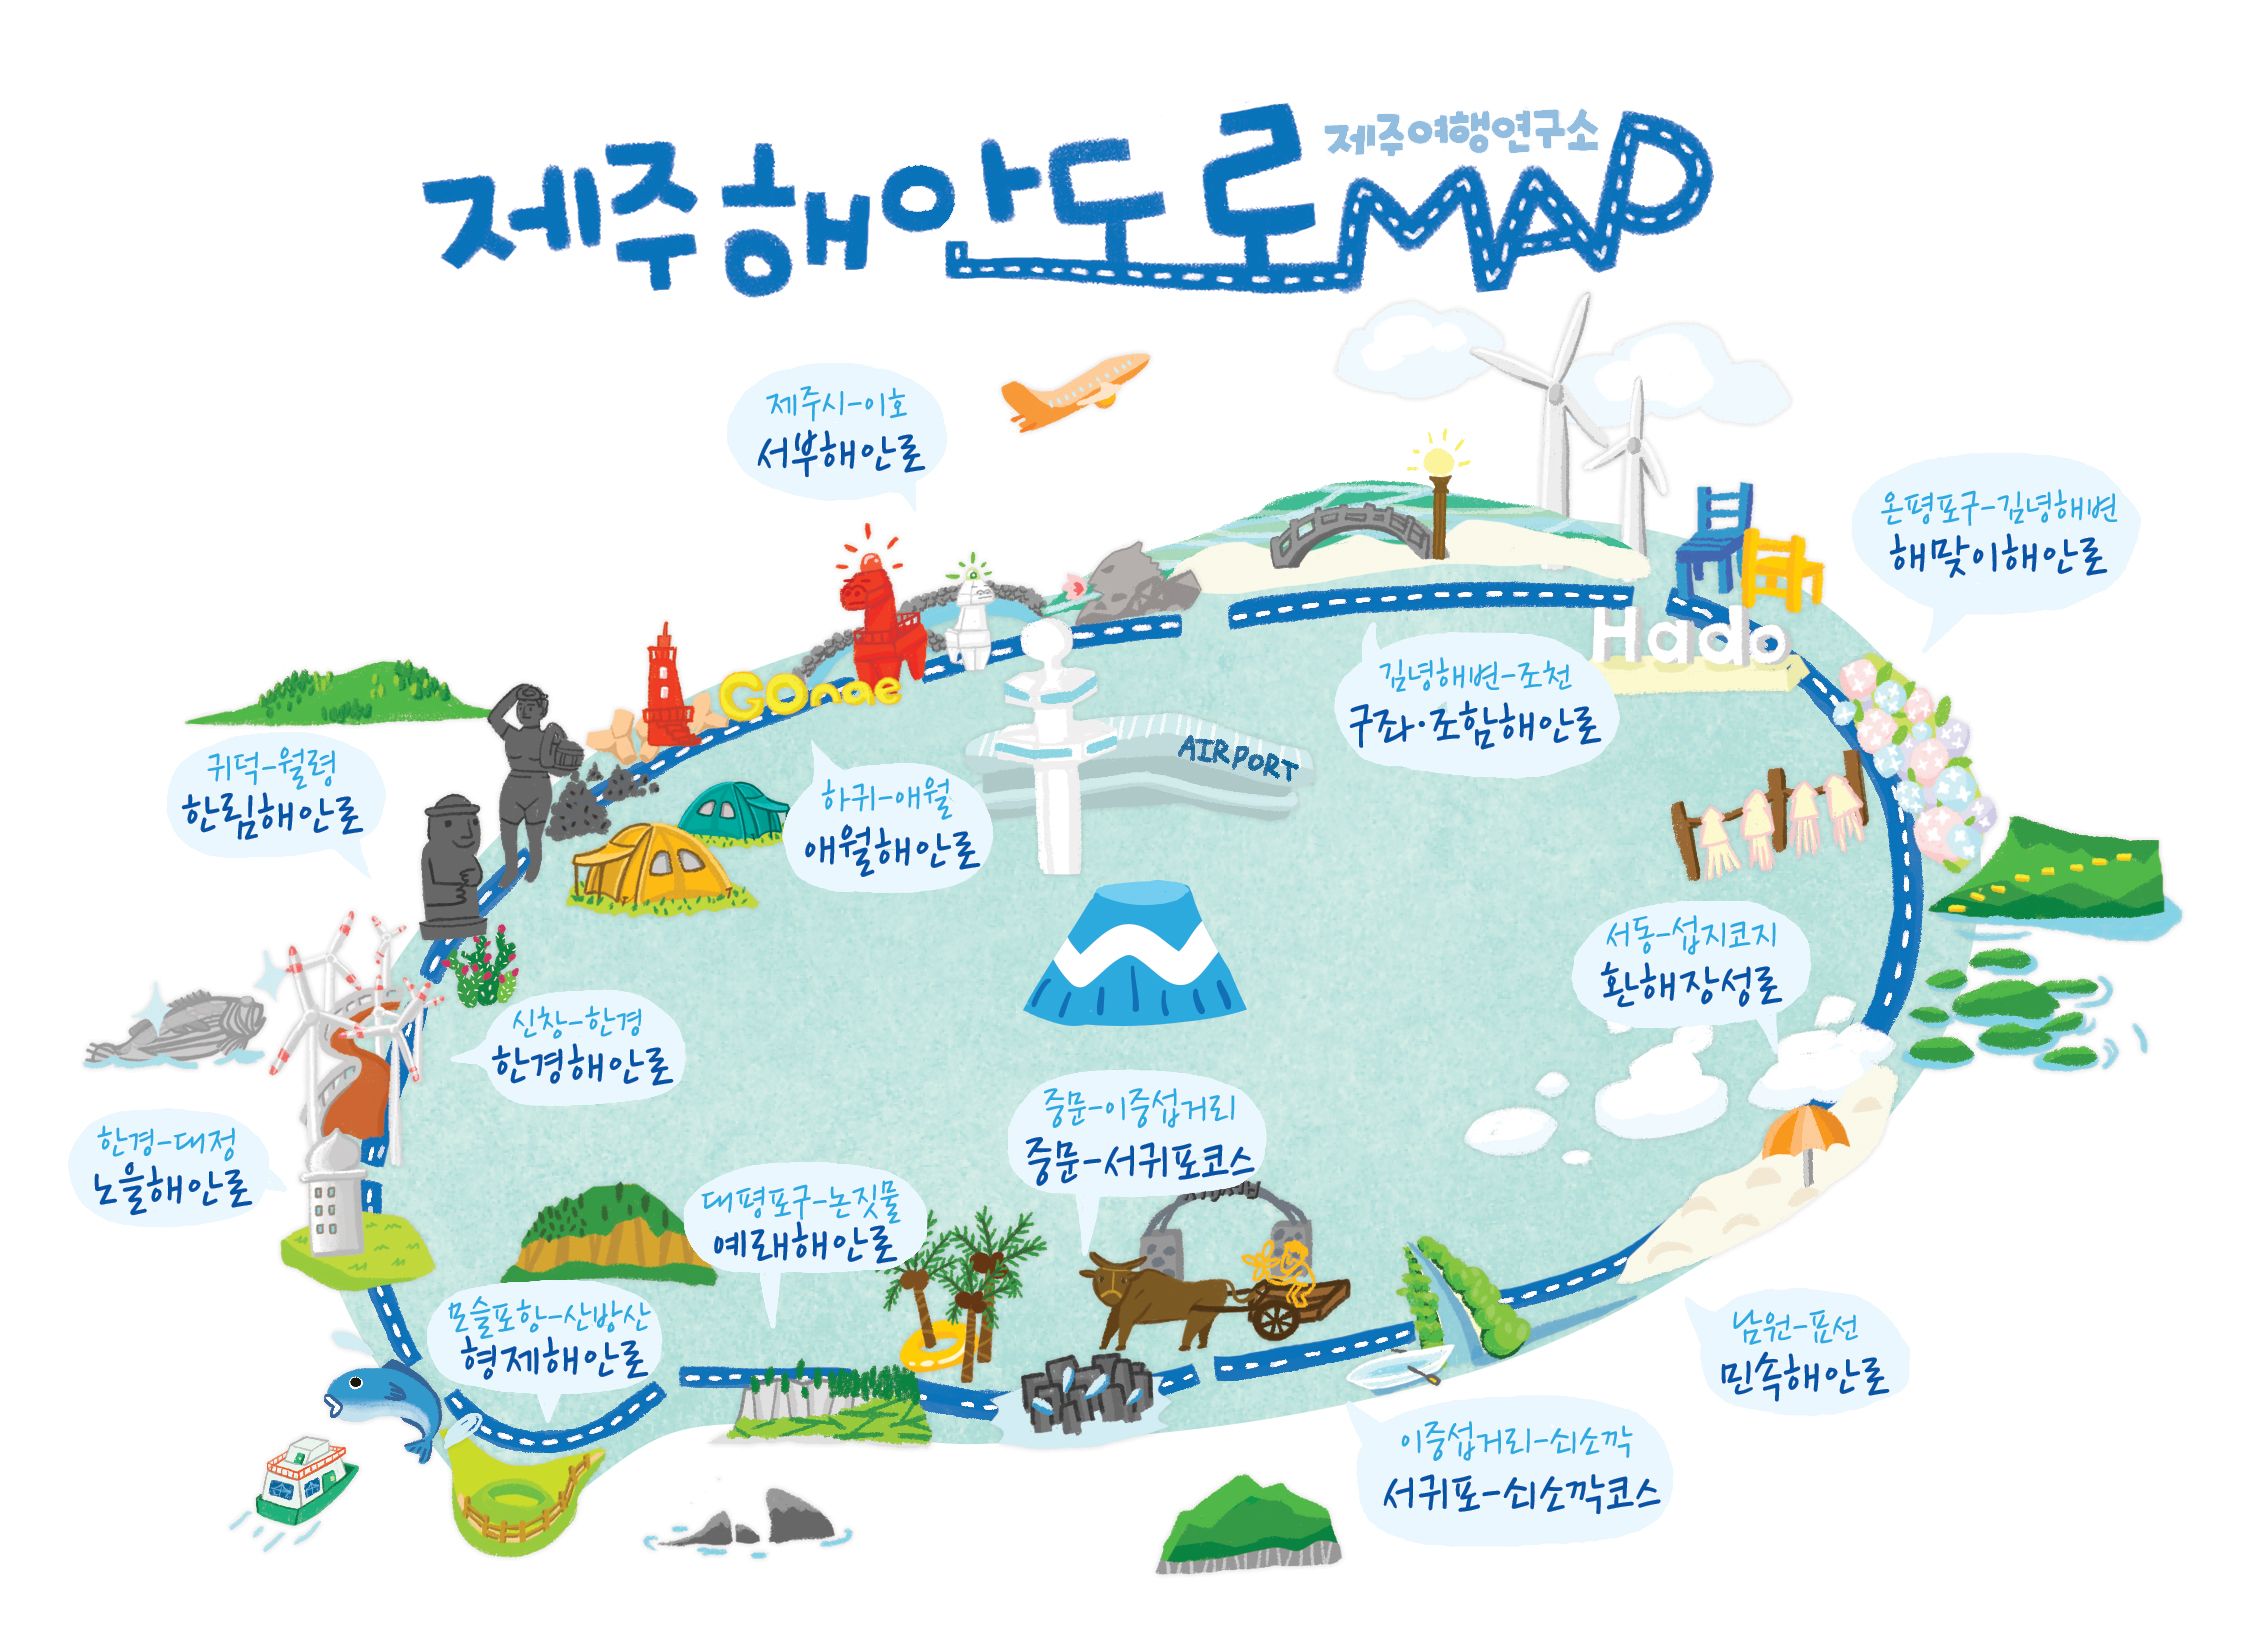 제주여행연구소
제주해안도로MAP
제주시-이호
서부해안로
온평포구-김녕해변
해맞이해안로
Hado
김녕해변-조천
구좌·조함해안로
GOnae
AIRPORT
귀덕-월령
한림해안로
하귀-애월
애월해안로
서동-섭지코지
환해장성로
신창-한경
한경해안로
중문-이중섭거리
중문-서귀포코스
한경-대정
노을해안로
대평포구-논짓물
예래해안로
모슬포항-산방산
형제해안로
남원-표선
민속해안로
이중섭거리-쇠소깍
서귀포-쇠소깍코스